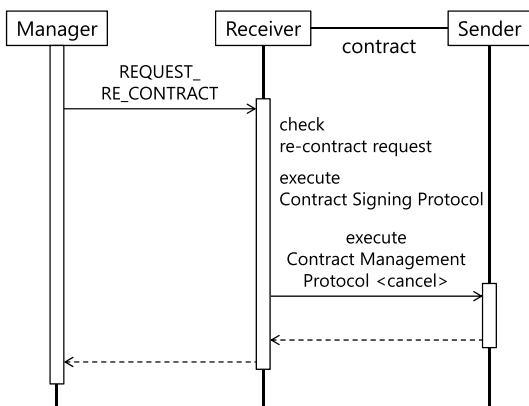 Manager
Receiver
Sender
contract
REQUEST_
RE_CONTRACT
check
re-contract request
execute
Contract Signing Protocol
execute
Contract Management
Protocol <cancel>